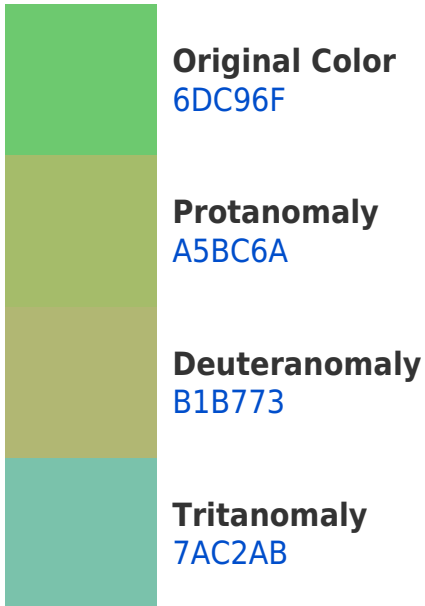 Original Color
6DC96F
Protanomaly
A5BC6A
Deuteranomaly
B1B773
Tritanomaly
7AC2AB